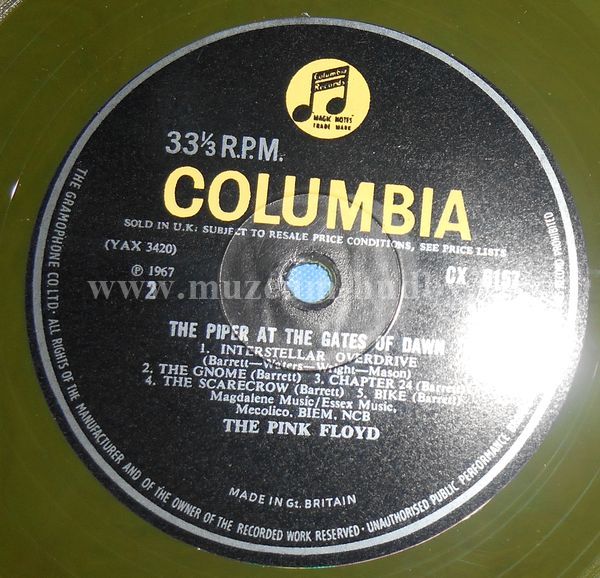 Columbia
Records
MAGIC NOTES
TRADE MARK
33⅓ R.P.M.
COLUMBIA
SOLD IN U.K. SUBJECT TO RESALE PRICE CONDITIONS, SEE PRICE LISTS
(YAX 3420)
CX
℗ 1967
2
THE PIPER AT THE GATES OF DAWN
1. INTERSTELLAR OVERDRIVE
(Barrett—Waters—Wright—Mason)
2. THE GNOME (Barrett) 3. CHAPTER 24 (Barrett)
4. THE SCARECROW (Barrett) 5. BIKE (Barrett)
Magdalene Music/Essex Music,
Mecolico, BIEM, NCB
THE PINK FLOYD
MADE IN Gt. BRITAIN
THE GRAMOPHONE CO. LTD. · ALL RIGHTS OF THE MANUFACTURER AND OF THE OWNER OF THE RECORDED WORK RESERVED · UNAUTHORISED PUBLIC PERFORMANCE RECORD PROHIBITED